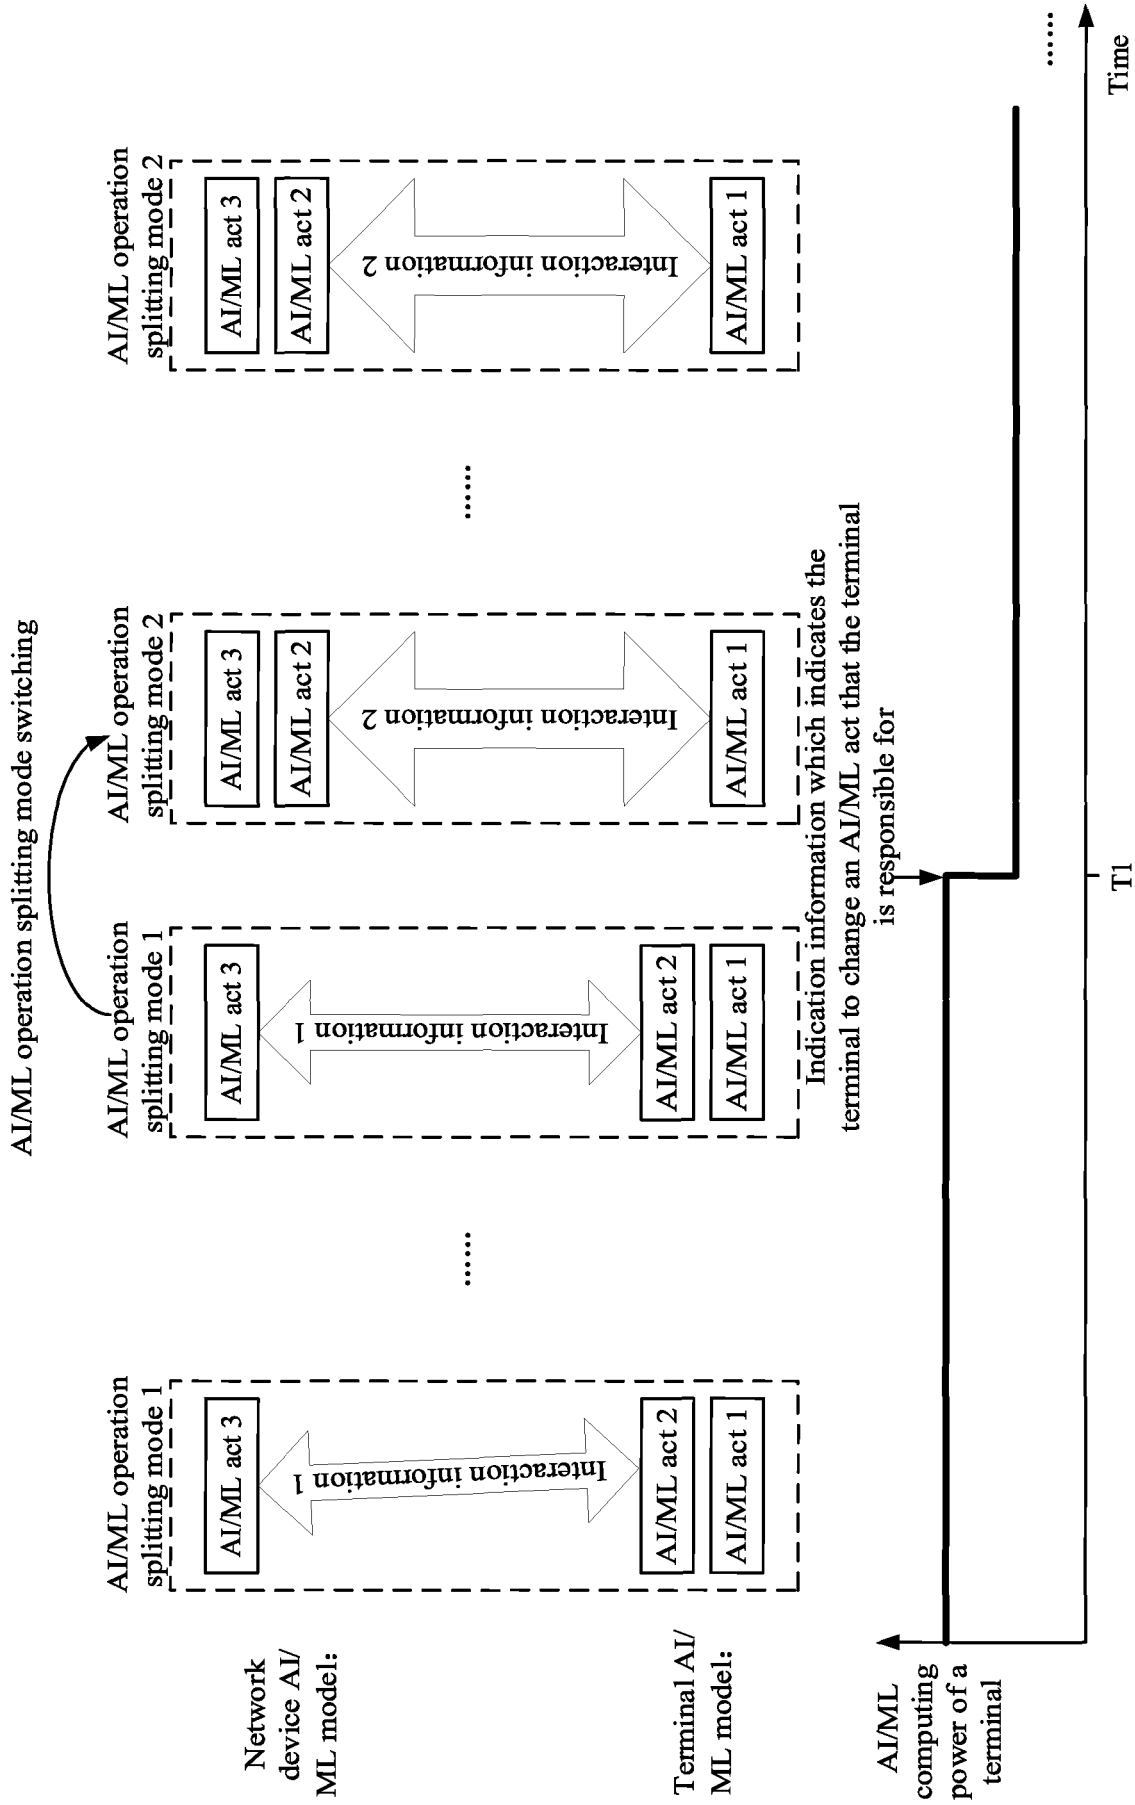 AI/ML operation splitting mode switching
AI/ML operation
splitting mode 1
AI/ML operation
splitting mode 1
AI/ML operation
splitting mode 2
AI/ML operation
splitting mode 2
Network
device AI/
ML model:
AI/ML act 3
AI/ML act 3
AI/ML act 3
AI/ML act 2
AI/ML act 3
AI/ML act 2
Interaction information 1
......
Interaction information 1
Interaction information 2
......
Interaction information 2
Terminal AI/
ML model:
AI/ML act 2
AI/ML act 1
AI/ML act 2
AI/ML act 1
AI/ML act 1
AI/ML act 1
Indication information which indicates the
terminal to change an AI/ML act that the terminal
is responsible for
AI/ML
computing
power of a
terminal
......
T1
Time